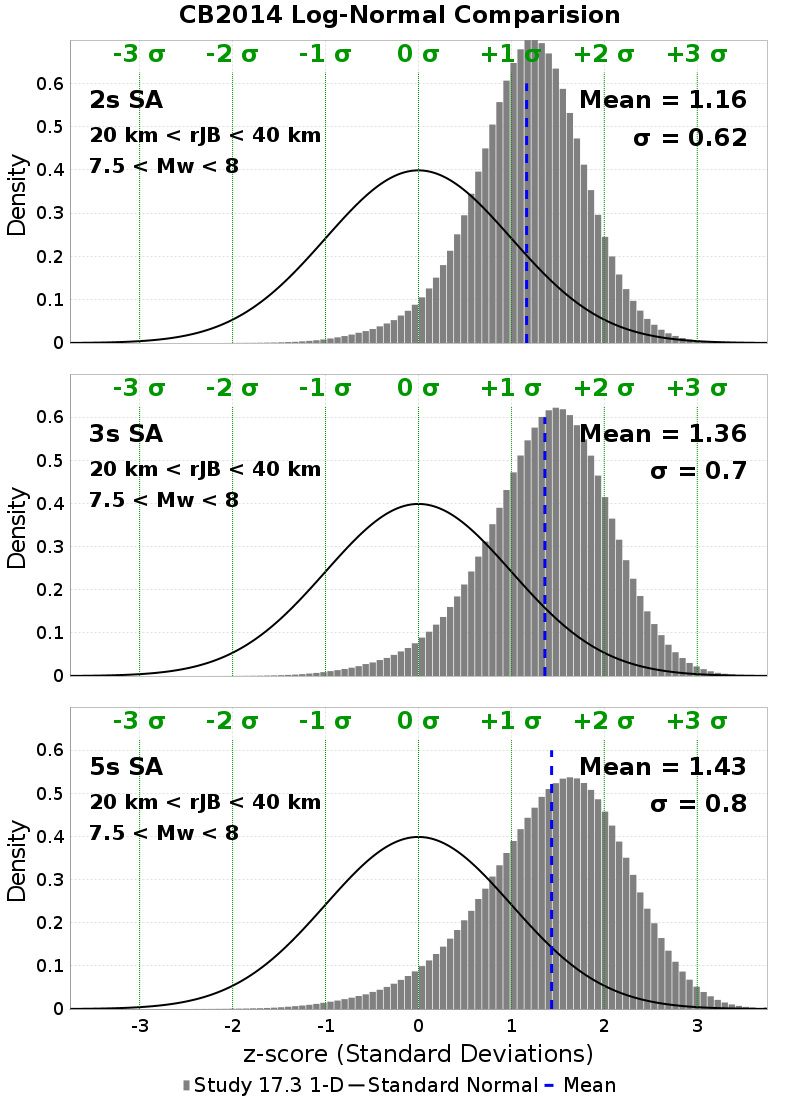 CB2014 Log-Normal Comparision
-3 σ -2 σ -1 σ 0 σ +1 σ +2 σ +3 σ
0.6
2s SA
Mean = 1.16
0.5
20 km < rJB < 40 km
σ = 0.62
0.4
7.5 < Mw < 8
0.3
0.2
0.1
0
Density
-3 σ -2 σ -1 σ 0 σ +1 σ +2 σ +3 σ
0.6
3s SA
Mean = 1.36
0.5
20 km < rJB < 40 km
σ = 0.7
0.4
7.5 < Mw < 8
0.3
0.2
0.1
0
Density
-3 σ -2 σ -1 σ 0 σ +1 σ +2 σ +3 σ
0.6
5s SA
Mean = 1.43
0.5
20 km < rJB < 40 km
σ = 0.8
0.4
7.5 < Mw < 8
0.3
0.2
0.1
0
Density
-3 -2 -1 0 1 2 3
z-score (Standard Deviations)
Study 17.3 1-D Standard Normal Mean